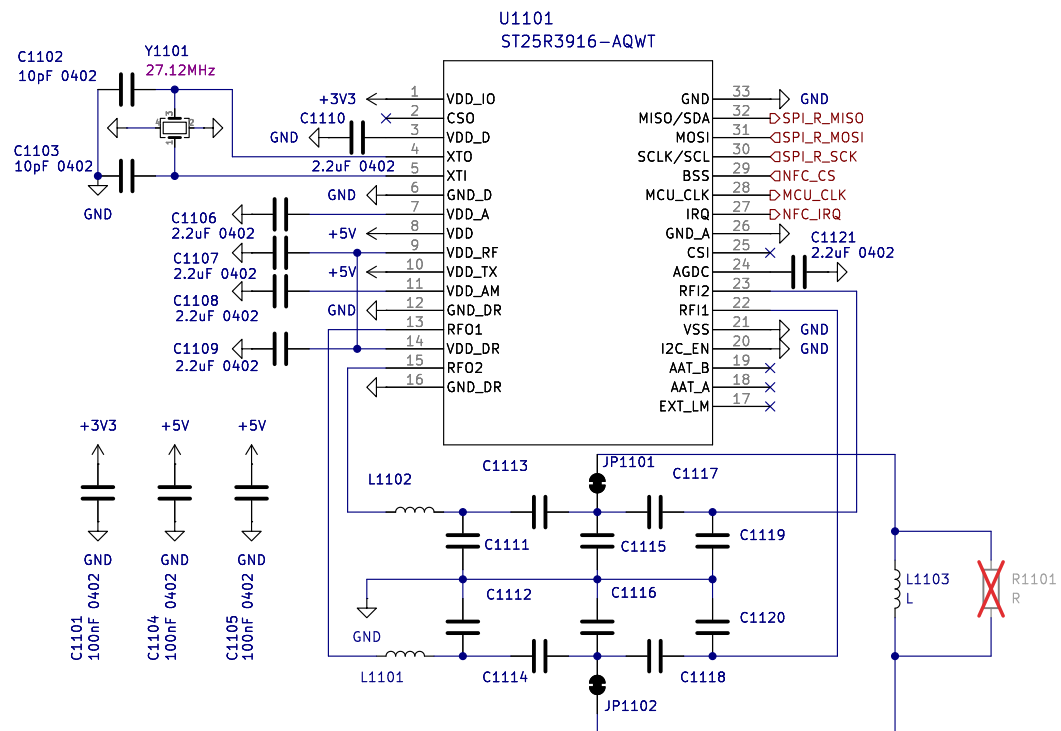 U1101
ST25R3916-AQWT
C1102
10pF 0402
Y1101
27.12MHz
3
4
2
1
C1103
10pF 0402
GND
+3V3
C1110
GND
2.2uF 0402
GND
C1106
2.2uF 0402
+5V
C1107
2.2uF 0402
+5V
C1108
2.2uF 0402
GND
C1109
2.2uF 0402
1 VDD_IO
2 CSO
3 VDD_D
4 XTO
5 XTI
6 GND_D
7 VDD_A
8 VDD
9 VDD_RF
10 VDD_TX
11 VDD_AM
12 GND_DR
13 RFO1
14 VDD_DR
15 RFO2
16 GND_DR
GND 33 GND
MISO/SDA 32 SPI_R_MISO
MOSI 31 SPI_R_MOSI
SCLK/SCL 30 SPI_R_SCK
BSS 29 NFC_CS
MCU_CLK 28 MCU_CLK
IRQ 27 NFC_IRQ
GND_A 26
CSI 25
C1121
2.2uF 0402
AGDC 24
RFI2 23
RFI1 22
VSS 21 GND
I2C_EN 20 GND
AAT_B 19
AAT_A 18
EXT_LM 17
+3V3
+5V
+5V
GND
GND
GND
C1101
100nF 0402
C1104
100nF 0402
C1105
100nF 0402
L1102
C1113
JP1101
C1117
C1111
C1115
C1119
C1112
C1116
C1120
GND
L1101
C1114
C1118
JP1102
L1103
L
R1101
R